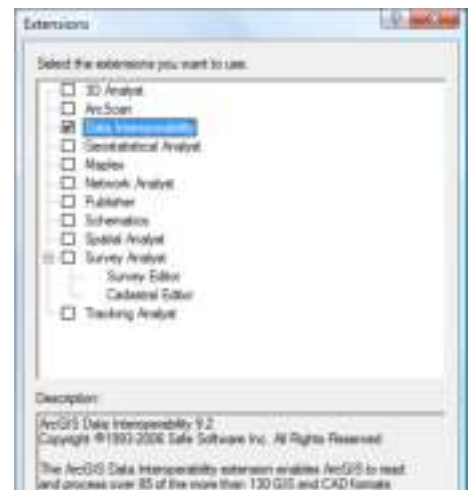 Extensions
Select the extensions you want to use.
3D Analyst
ArcScan
Data Interoperability
Geostatistical Analyst
Maplex
Network Analyst
Publisher
Schematics
Spatial Analyst
Survey Analyst
Survey Editor
Cadastral Editor
Tracking Analyst
Description:
ArcGIS Data Interoperability 9.2
Copyright ©1993-2006 Safe Software Inc. All Rights Reserved
The ArcGIS Data Interoperability extension enables ArcGIS to read
and process over 85 of the more than 130 GIS and CAD formats